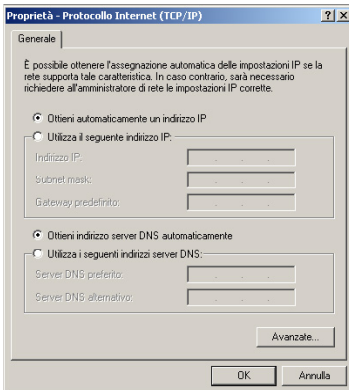 Proprietà - Protocollo Internet (TCP/IP)
Generale
È possibile ottenere l'assegnazione automatica delle impostazioni IP se la
rete supporta tale caratteristica. In caso contrario, sarà necessario
richiedere all'amministratore di rete le impostazioni IP corrette.
Ottieni automaticamente un indirizzo IP
Utilizza il seguente indirizzo IP:
Indirizzo IP:
Subnet mask:
Gateway predefinito:
Ottieni indirizzo server DNS automaticamente
Utilizza i seguenti indirizzi server DNS:
Server DNS preferito:
Server DNS alternativo:
Avanzate...
OK
Annulla